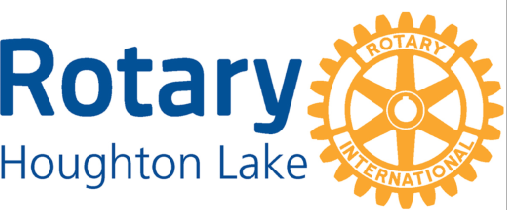 Rotary
Houghton Lake
ROTARY
INTERNATIONAL